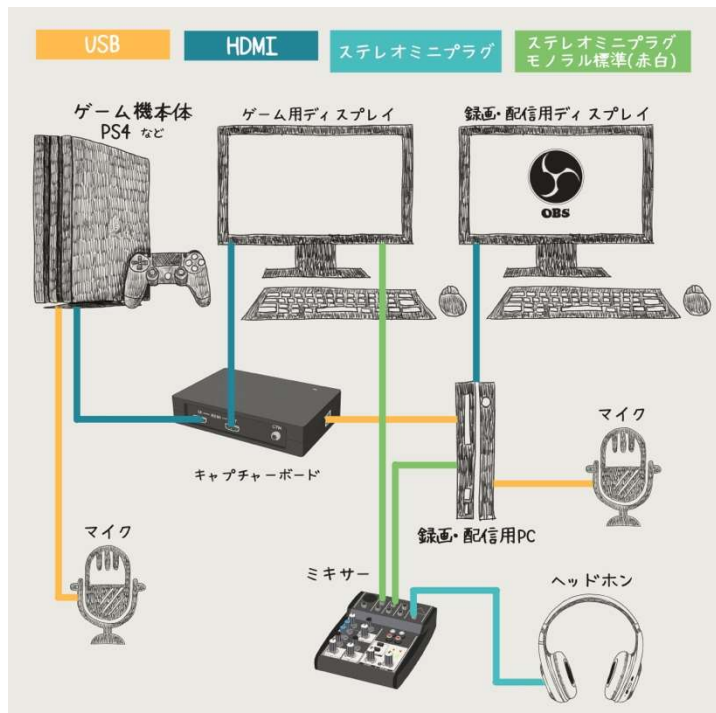 USB
HDMI
ステレオミニプラグ
ステレオミニプラグ
モノラル標準(赤白)
ゲーム機本体
PS4 など
ゲーム用ディスプレイ
録画・配信用ディスプレイ
OBS
キャプチャーボード
マイク
録画・配信用PC
マイク
ミキサー
ヘッドホン